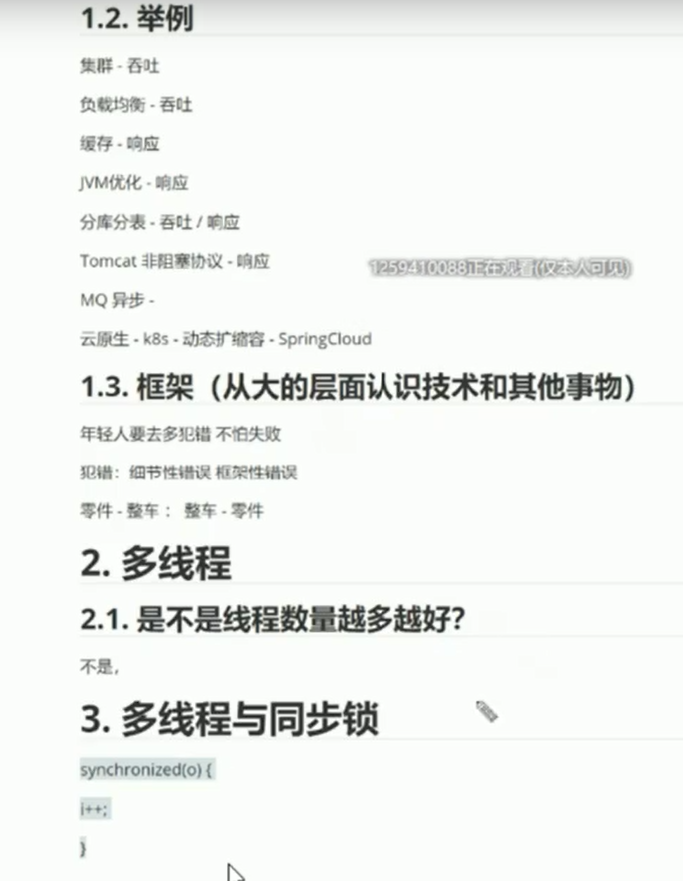 1.2. 举例
集群 - 吞吐
负载均衡 - 吞吐
缓存 - 响应
JVM优化 - 响应
分库分表 - 吞吐 / 响应
Tomcat 非阻塞协议 - 响应
1259410088正在观看(仅本人可见)
MQ 异步 -
云原生 - k8s - 动态扩缩容 - SpringCloud
1.3. 框架（从大的层面认识技术和其他事物）
年轻人要去多犯错 不怕失败
犯错：细节性错误 框架性错误
零件 - 整车： 整车 - 零件
2. 多线程
2.1. 是不是线程数量越多越好?
不是，
3. 多线程与同步锁
synchronized(o) {
i++;
}